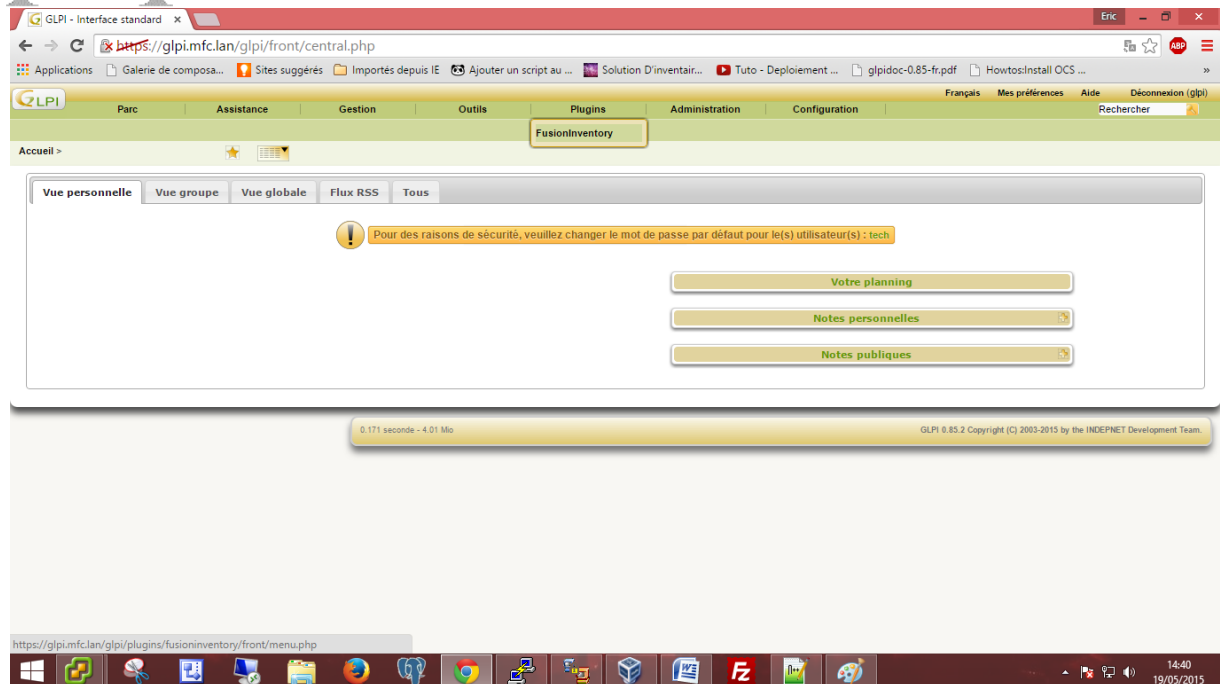 GLPI - Interface standard
Eric
https://glpi.mfc.lan/glpi/front/central.php
ABP
Applications Galerie de composa... Sites suggérés Importés depuis IE Ajouter un script au ... Solution D'inventair... Tuto - Deploiement ... glpidoc-0.85-fr.pdf Howtos:Install OCS ... »
GLPI
Français Mes préférences Aide Déconnexion (glpi)
Parc Assistance Gestion Outils Plugins Administration Configuration Rechercher
FusionInventory
Accueil >
Vue personnelle Vue groupe Vue globale Flux RSS Tous
Pour des raisons de sécurité, veuillez changer le mot de passe par défaut pour le(s) utilisateur(s) : tech
Votre planning
Notes personnelles
Notes publiques
0.171 seconde - 4.01 Mio
GLPI 0.85.2 Copyright (C) 2003-2015 by the INDEPNET Development Team.
https://glpi.mfc.lan/glpi/plugins/fusioninventory/front/menu.php
14:40
19/05/2015